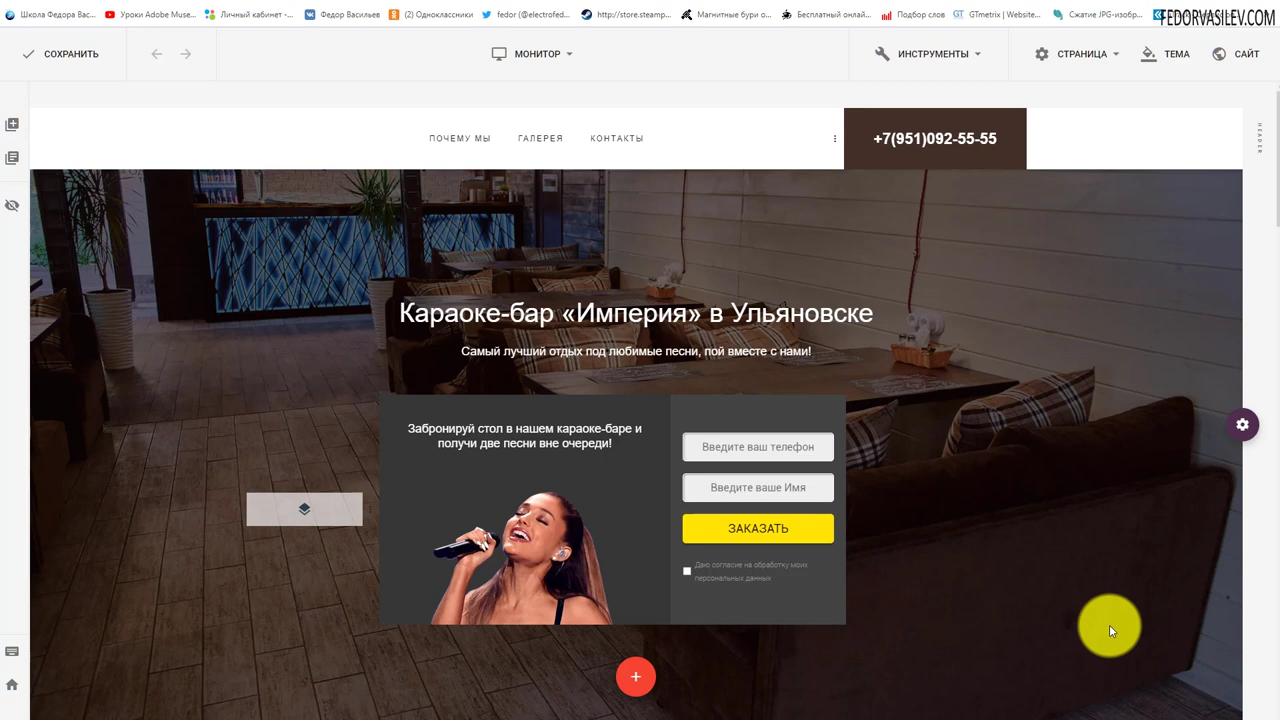 Школа Федора Вас...
Уроки Adobe Muse...
Личный кабинет -...
Федор Васильев
(2) Одноклассники
fedor (@electrofed...
http://store.steamp...
Магнитные бури о...
Бесплатный онлай...
Подбор слов
GTmetrix | Website...
Сжатие JPG-изобр...
FEDORVASILEV.COM
СОХРАНИТЬ
МОНИТОР
ИНСТРУМЕНТЫ
СТРАНИЦА
ТЕМА
САЙТ
ПОЧЕМУ МЫ
ГАЛЕРЕЯ
КОНТАКТЫ
+7(951)092-55-55
HEADER
Караоке-бар «Империя» в Ульяновске
Самый лучший отдых под любимые песни, пой вместе с нами!
Забронируй стол в нашем караоке-баре и
получи две песни вне очереди!
Введите ваш телефон
Введите ваше Имя
ЗАКАЗАТЬ
Даю согласие на обработку моих
персональных данных